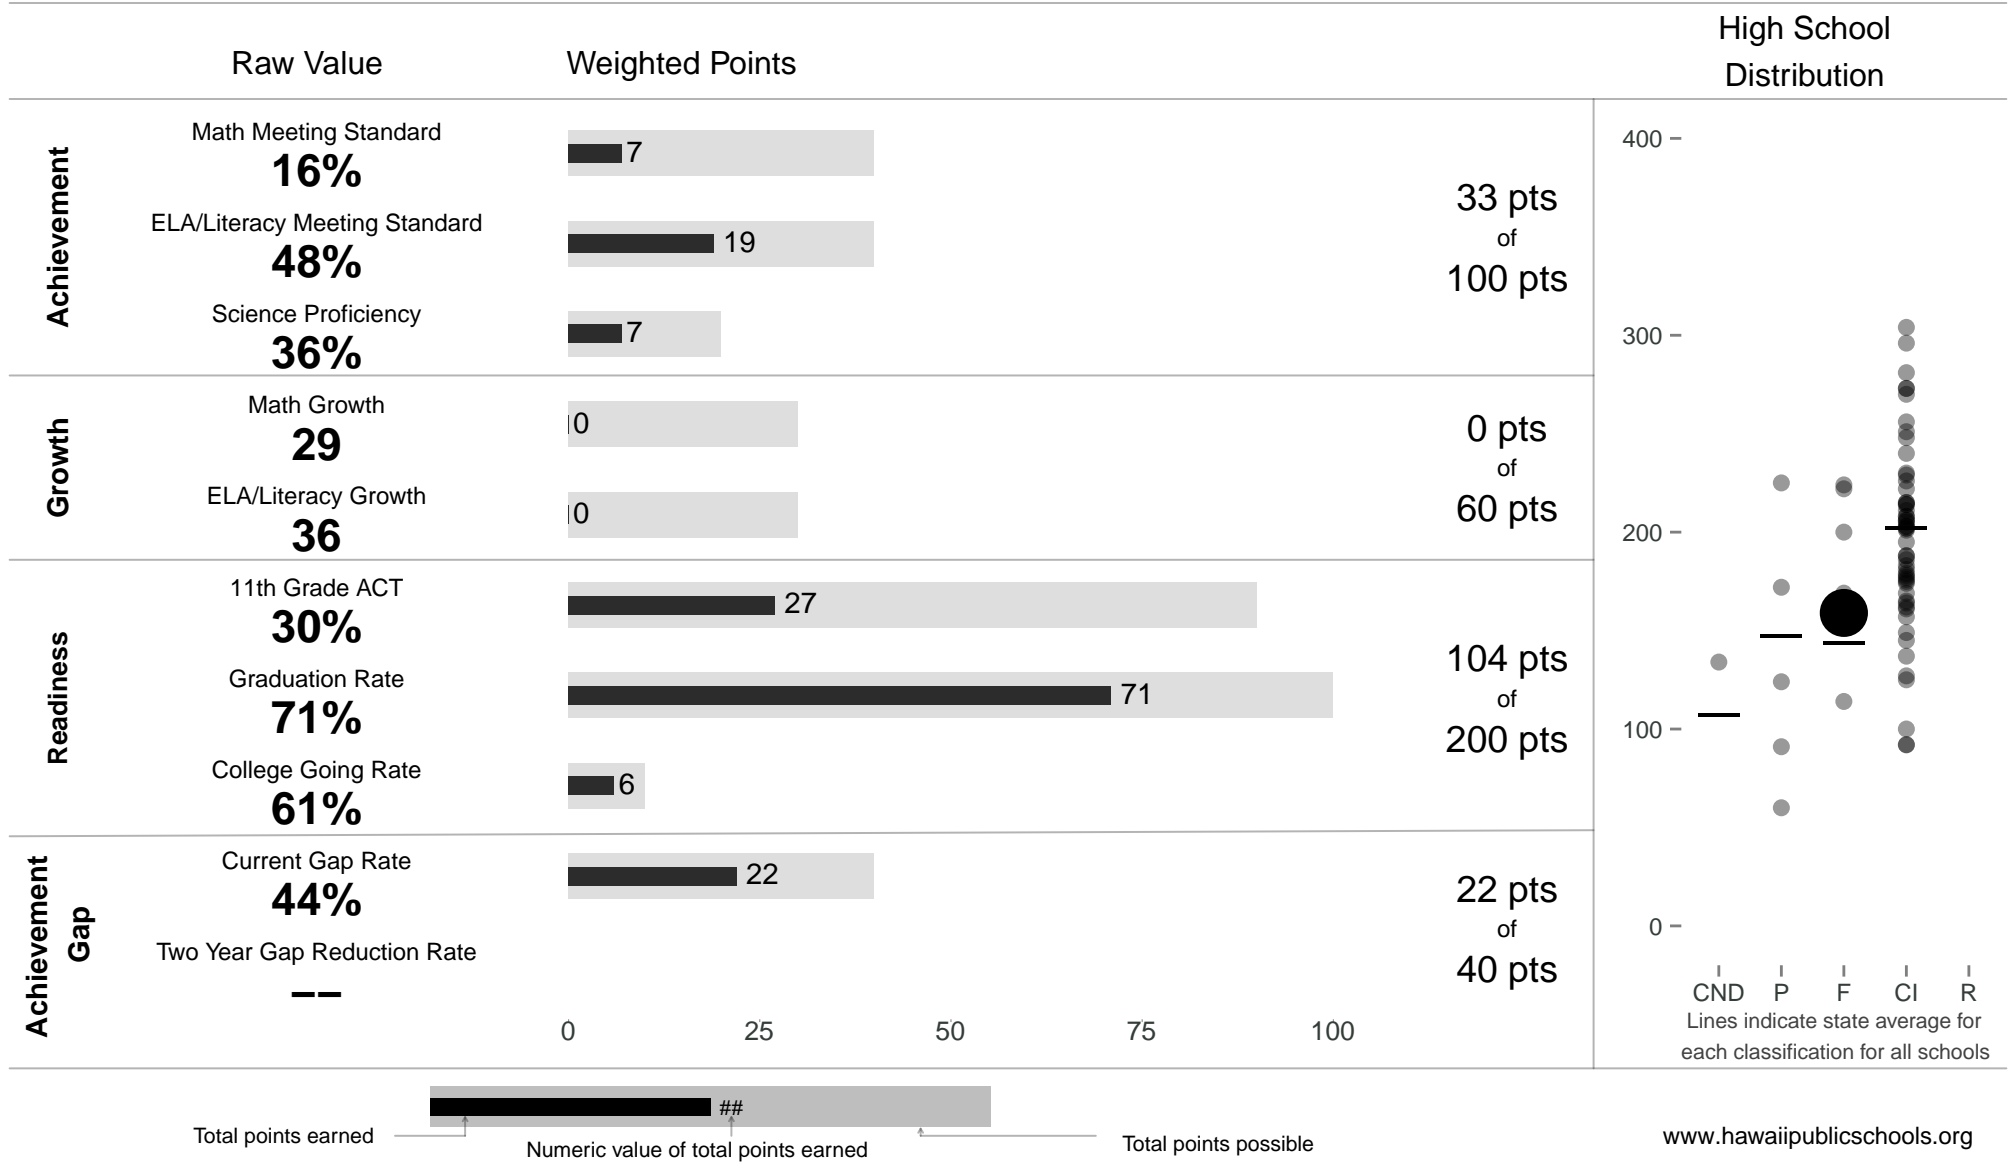 Raw Value
Weighted Points
High School
Distribution
Achievement
Math Meeting Standard
16%
7
ELA/Literacy Meeting Standard
48%
19
Science Proficiency
36%
7
33 pts
of
100 pts
Growth
Math Growth
29
0
ELA/Literacy Growth
36
0
0 pts
of
60 pts
Readiness
11th Grade ACT
30%
27
Graduation Rate
71%
71
College Going Rate
61%
6
104 pts
of
200 pts
Achievement
Gap
Current Gap Rate
44%
22
Two Year Gap Reduction Rate
−−
22 pts
of
40 pts
0 25 50 75 100
400
300
200
100
0
CND P F CI R
Lines indicate state average for
each classification for all schools
##
Total points earned
Numeric value of total points earned
Total points possible
www.hawaiipublicschools.org